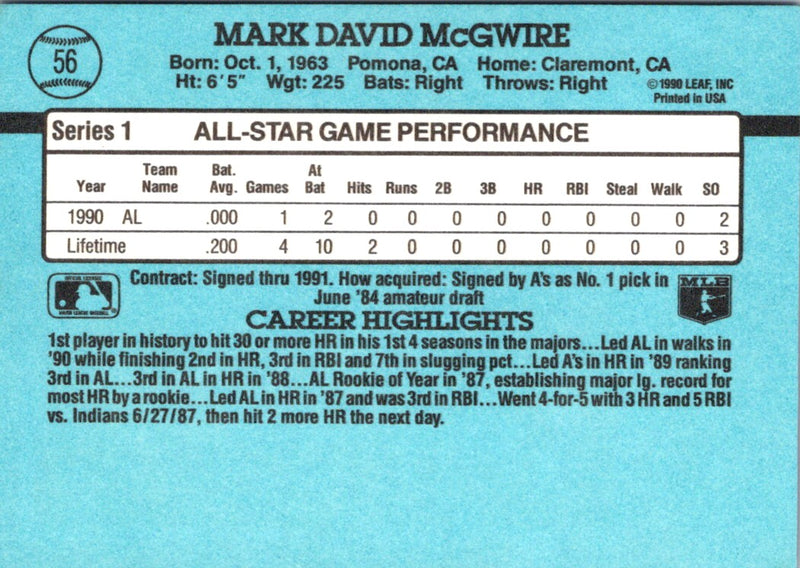 56
MARK DAVID McGWIRE
Born: Oct. 1, 1963 Pomona, CA Home: Claremont, CA
Ht: 6'5" Wgt: 225 Bats: Right Throws: Right
©1990 LEAF, INC
Printed in USA
Series 1 ALL-STAR GAME PERFORMANCE
Year Team Name Bat. Avg. Games At Bat Hits Runs 2B 3B HR RBI Steal Walk SO
1990 AL .000 1 2 0 0 0 0 0 0 0 0 2
Lifetime .200 4 10 2 0 0 0 0 0 0 0 3
OFFICIAL LICENSEE
MAJOR LEAGUE BASEBALL
Contract: Signed thru 1991. How acquired: Signed by A's as No. 1 pick in
June '84 amateur draft
MLB
CAREER HIGHLIGHTS
1st player in history to hit 30 or more HR in his 1st 4 seasons in the majors...Led AL in walks in
'90 while finishing 2nd in HR, 3rd in RBI and 7th in slugging pct...Led A's in HR in '89 ranking
3rd in AL...3rd in AL in HR in '88...AL Rookie of Year in '87, establishing major lg. record for
most HR by a rookie...Led AL in HR in '87 and was 3rd in RBI...Went 4-for-5 with 3 HR and 5 RBI
vs. Indians 6/27/87, then hit 2 more HR the next day.